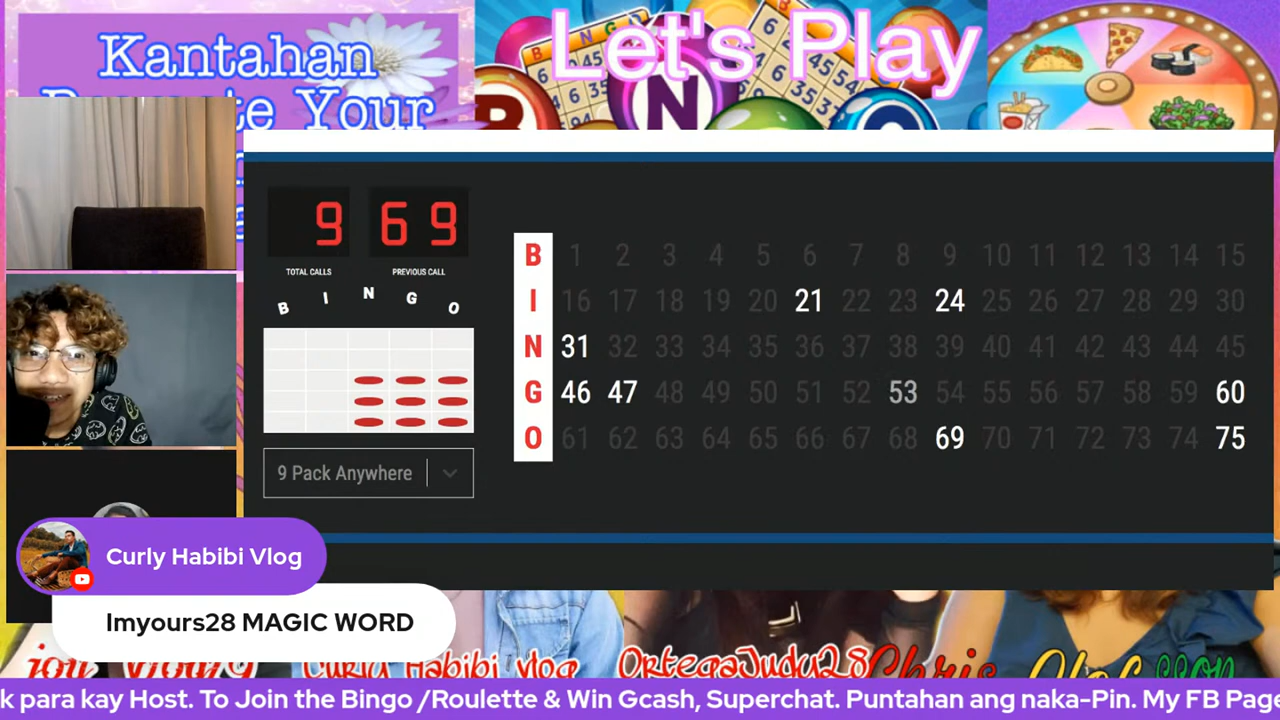 Kantahan
Let's Play
Promote Your
B N O
9 69
TOTAL CALLS PREVIOUS CALL
B I N G O
B 1 2 3 4 5 6 7 8 9 10 11 12 13 14 15
I 16 17 18 19 20 21 22 23 24 25 26 27 28 29 30
N 31 32 33 34 35 36 37 38 39 40 41 42 43 44 45
G 46 47 48 49 50 51 52 53 54 55 56 57 58 59 60
O 61 62 63 64 65 66 67 68 69 70 71 72 73 74 75
9 Pack Anywhere
Curly Habibi Vlog
Imyours28 MAGIC WORD
Curly Habibi vlog OrtegaJudy28 Chris
k para kay Host. To Join the Bingo /Roulette & Win Gcash, Superchat. Puntahan ang naka-Pin. My FB Page